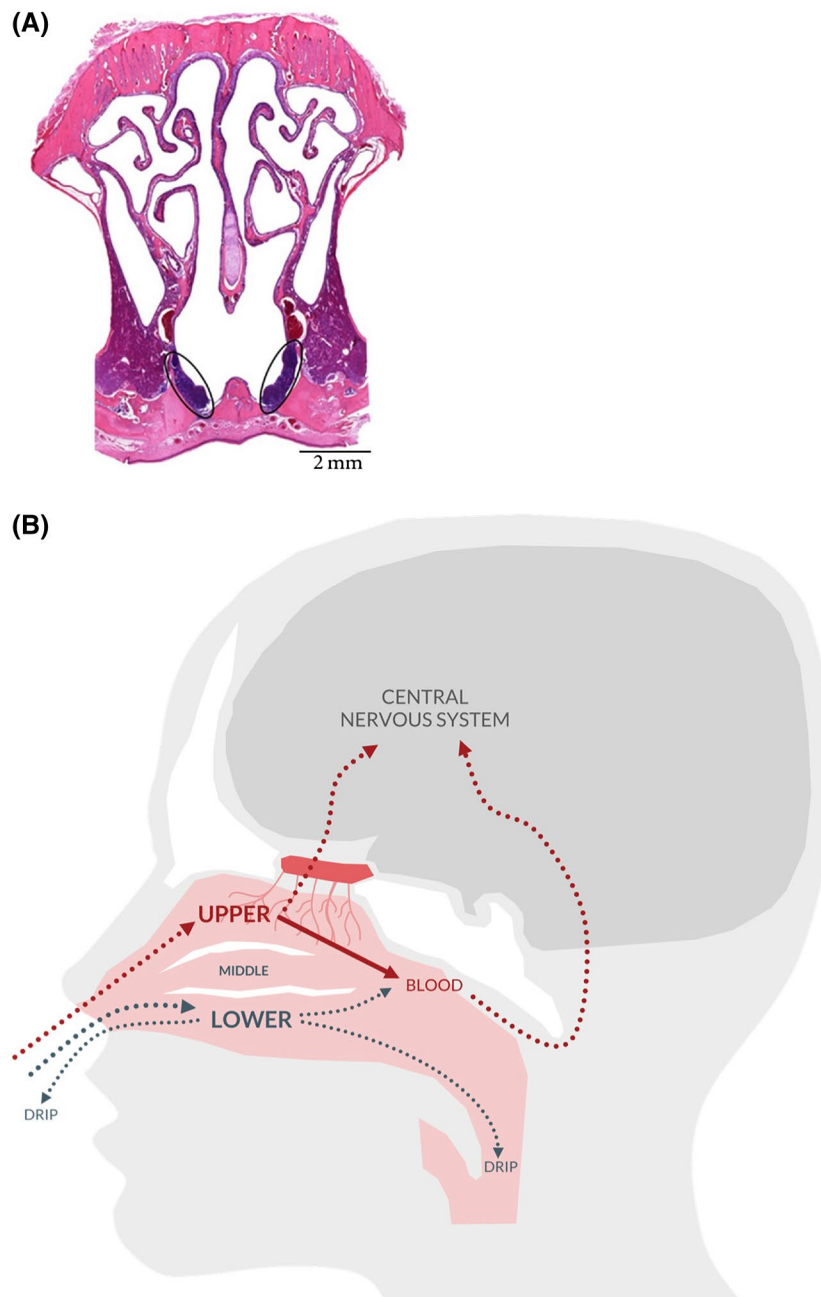 (A)
2 mm
(B)
CENTRAL
NERVOUS SYSTEM
UPPER
MIDDLE
BLOOD
LOWER
DRIP
DRIP